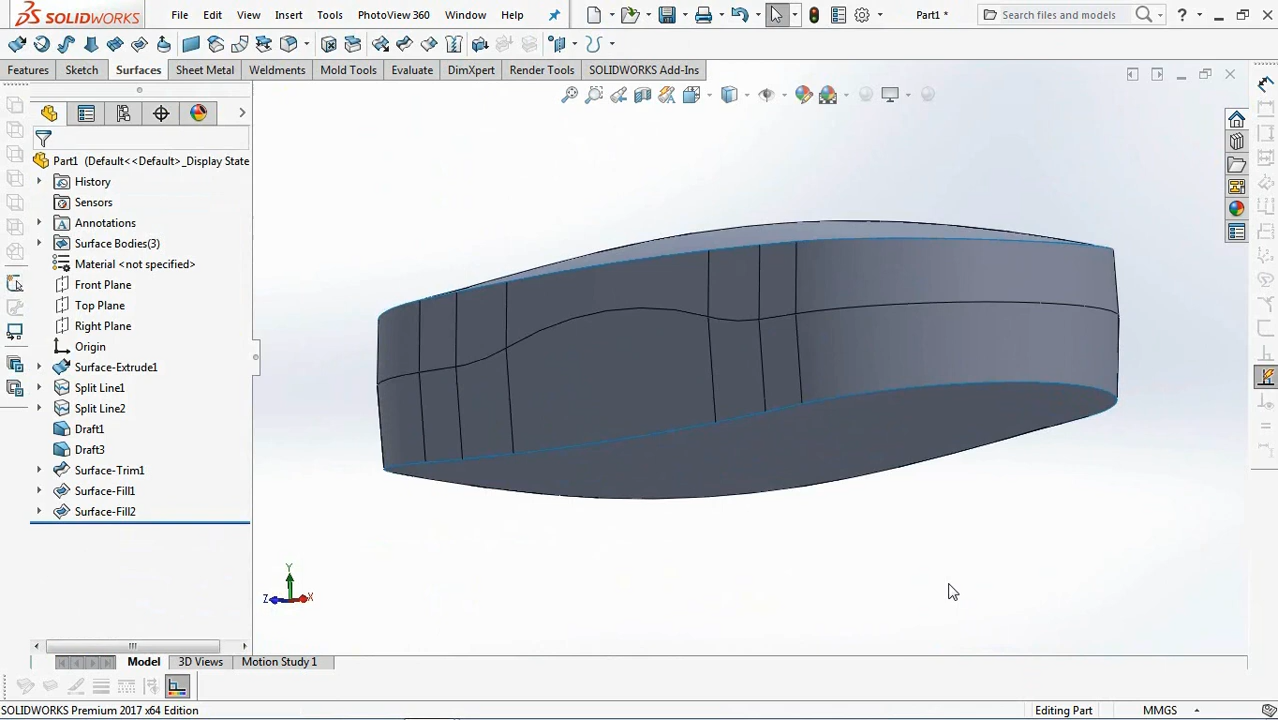 SOLIDWORKS File Edit View Insert Tools PhotoView 360 Window Help Part1 * Search files and models ?
Features Sketch Surfaces Sheet Metal Weldments Mold Tools Evaluate DimXpert Render Tools SOLIDWORKS Add-Ins
Part1 (Default<<Default>_Display State
History
Sensors
Annotations
Surface Bodies(3)
Material <not specified>
Front Plane
Top Plane
Right Plane
Origin
Surface-Extrude1
Split Line1
Split Line2
Draft1
Draft3
Surface-Trim1
Surface-Fill1
Surface-Fill2
Y
Z X
Model 3D Views Motion Study 1
SOLIDWORKS Premium 2017 x64 Edition Editing Part MMGS